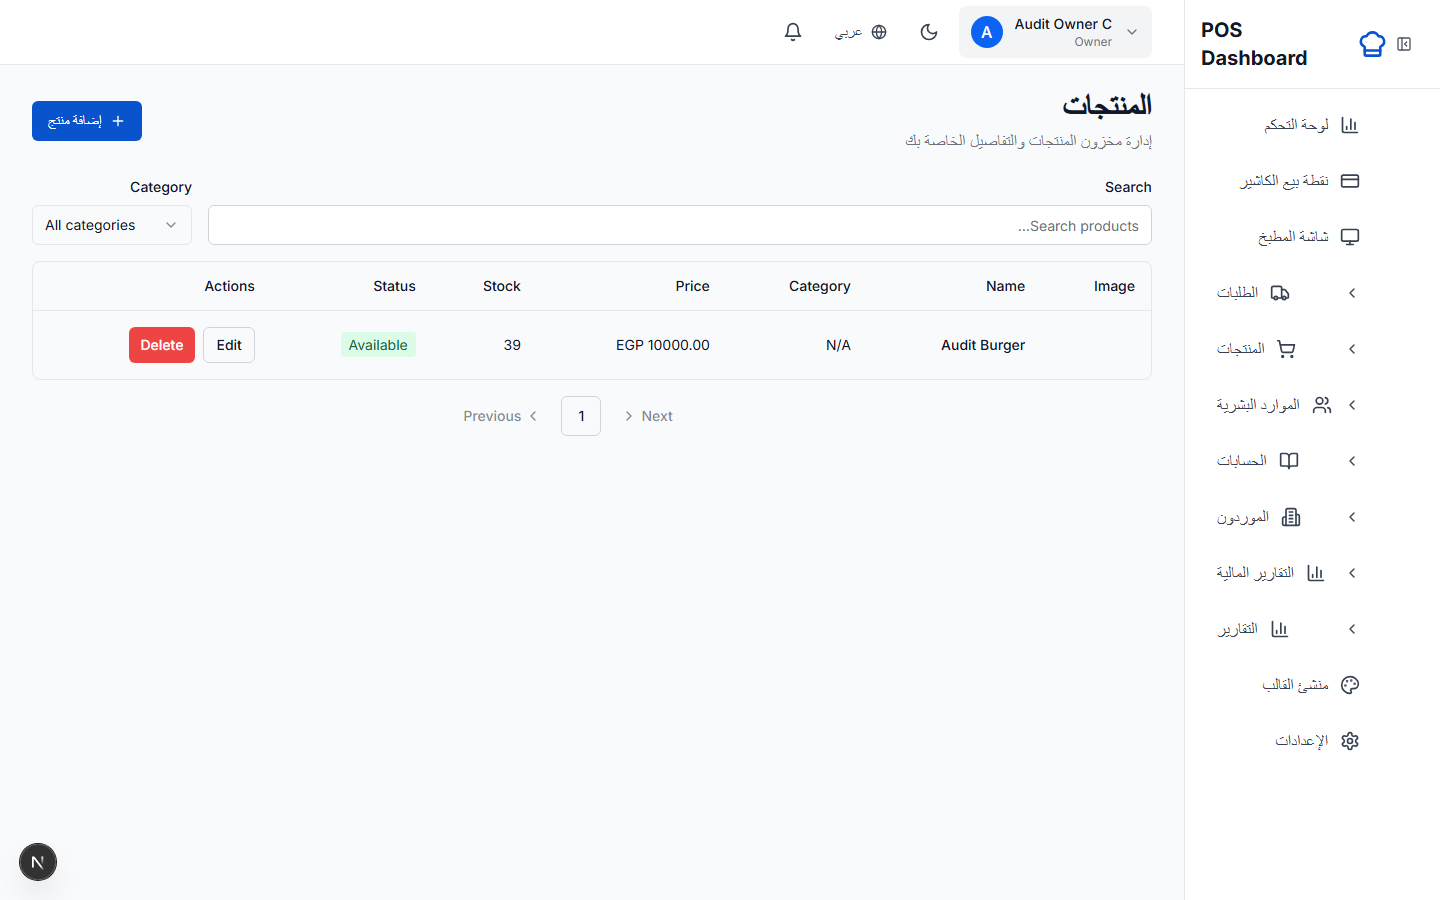 POS
Dashboard
لوحة التحكم
نقطة بيع الكاشير
شاشة المطبخ
الطلبات
المنتجات
الموارد البشرية
الحسابات
الموردون
التقارير المالية
التقارير
منشئ القالب
الإعدادات
A
Audit Owner C
Owner
عربي
المنتجات
إدارة مخزون المنتجات والتفاصيل الخاصة بك
إضافة منتج
Search
Category
Search products...
All categories
Image Name Category Price Stock Status Actions
Audit Burger N/A EGP 10000.00 39 Available Edit Delete
Previous 1 Next
N